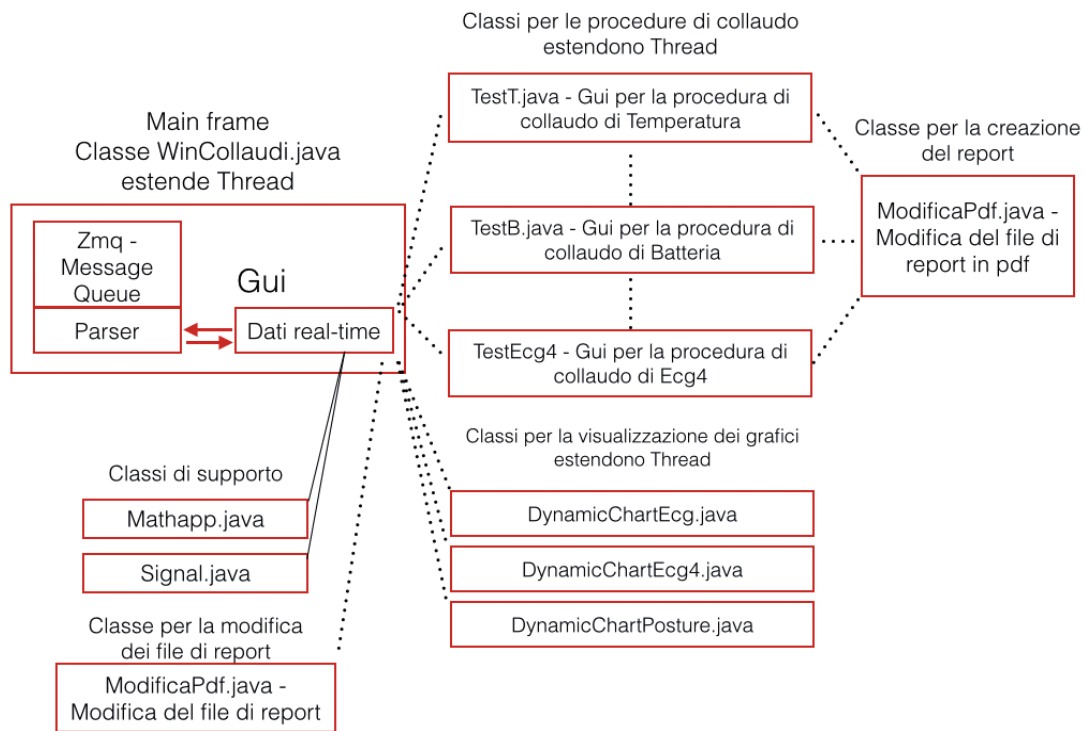 Classi per le procedure di collaudo
estendono Thread
TestT.java - Gui per la procedura di
collaudo di Temperatura
Main frame
Classe WinCollaudi.java
estende Thread
Classe per la creazione
del report
Zmq -
Message
Queue
Parser
Gui
Dati real-time
TestB.java - Gui per la procedura di
collaudo di Batteria
ModificaPdf.java -
Modifica del file di
report in pdf
TestEcg4 - Gui per la procedura di
collaudo di Ecg4
Classi per la visualizzazione dei grafici
estendono Thread
Classi di supporto
Mathapp.java
Signal.java
DynamicChartEcg.java
DynamicChartEcg4.java
DynamicChartPosture.java
Classe per la modifica
dei file di report
ModificaPdf.java -
Modifica del file di report